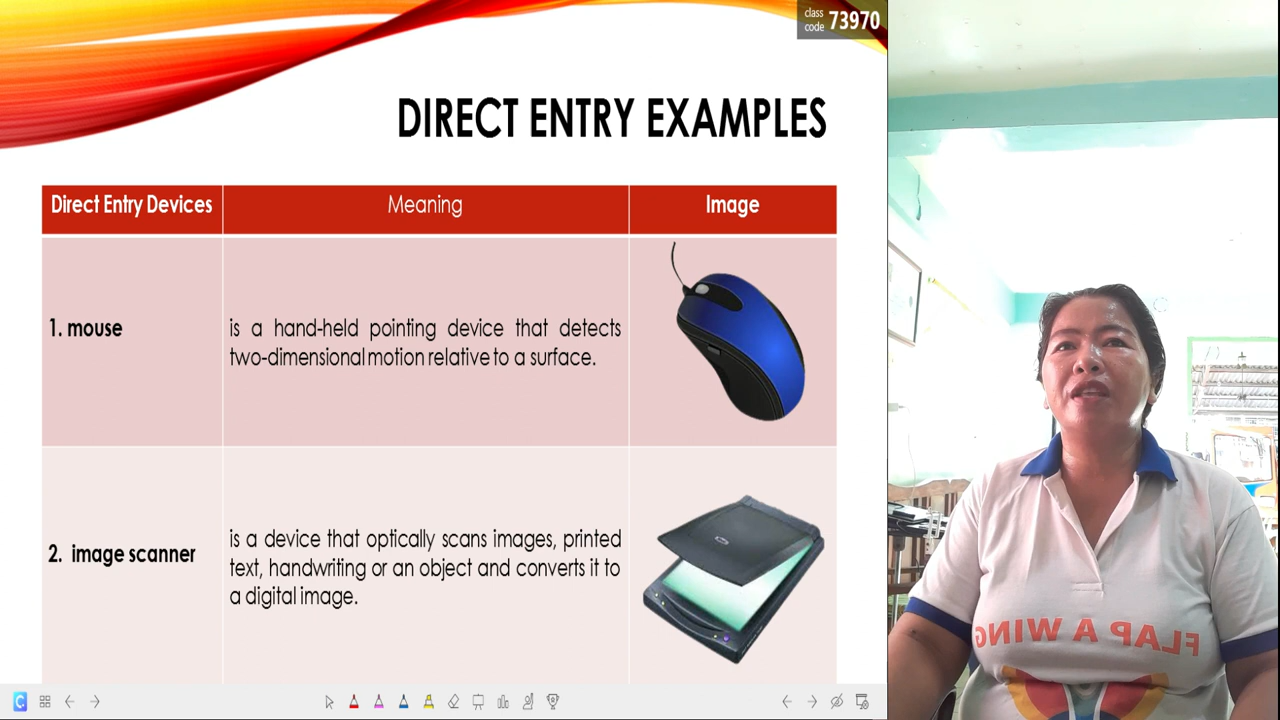 class
code 73970
DIRECT ENTRY EXAMPLES
Direct Entry Devices Meaning Image
1. mouse
is a hand-held pointing device that detects
two-dimensional motion relative to a surface.
2. image scanner
is a device that optically scans images, printed
text, handwriting or an object and converts it to
a digital image.
FLAP A WING